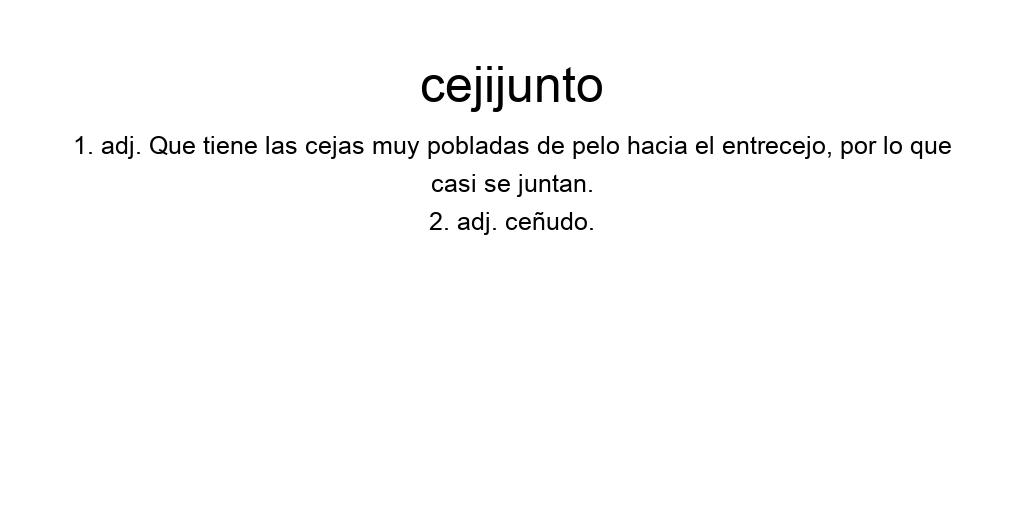 cejijunto
1. adj. Que tiene las cejas muy pobladas de pelo hacia el entrecejo, por lo que
casi se juntan.
2. adj. ceñudo.